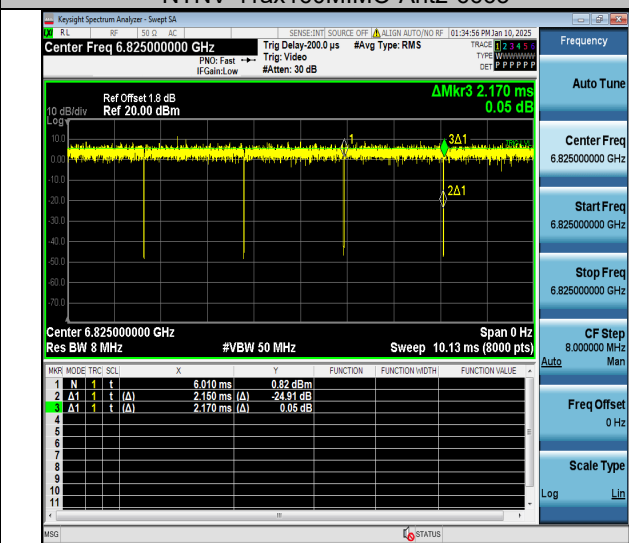 Keysight Spectrum Analyzer - Swept SA
RL RF 50 Ω AC SENSE:INT SOURCE OFF ALIGN AUTO/NO RF 01:34:56 PM Jan 10, 2025
Center Freq 6.825000000 GHz
PNO: Fast
IFGain:Low
Trig Delay-200.0 µs
Trig: Video
#Atten: 30 dB
#Avg Type: RMS
TRACE 1 2 3 4 5 6
TYPE WWWWWW
DET P P P P P P
Frequency
Auto Tune
Center Freq
6.825000000 GHz
Start Freq
6.825000000 GHz
Stop Freq
6.825000000 GHz
CF Step
8.000000 MHz
Auto Man
Freq Offset
0 Hz
Scale Type
Log Lin
ΔMkr3 2.170 ms
0.05 dB
Ref Offset 1.8 dB
10 dB/div Ref 20.00 dBm
Log
10.0
0.00
-10.0
-20.0
-30.0
-40.0
-50.0
-60.0
-70.0
1
3Δ1
2Δ1
Center 6.825000000 GHz Span 0 Hz
Res BW 8 MHz #VBW 50 MHz Sweep 10.13 ms (8000 pts)
MKR MODE TRC SCL X Y FUNCTION FUNCTION WIDTH FUNCTION VALUE
1 N 1 t 6.010 ms 0.82 dBm
2 Δ1 1 t (Δ) 2.150 ms (Δ) -24.91 dB
3 Δ1 1 t (Δ) 2.170 ms (Δ) 0.05 dB
4
5
6
7
8
9
10
11
MSG STATUS